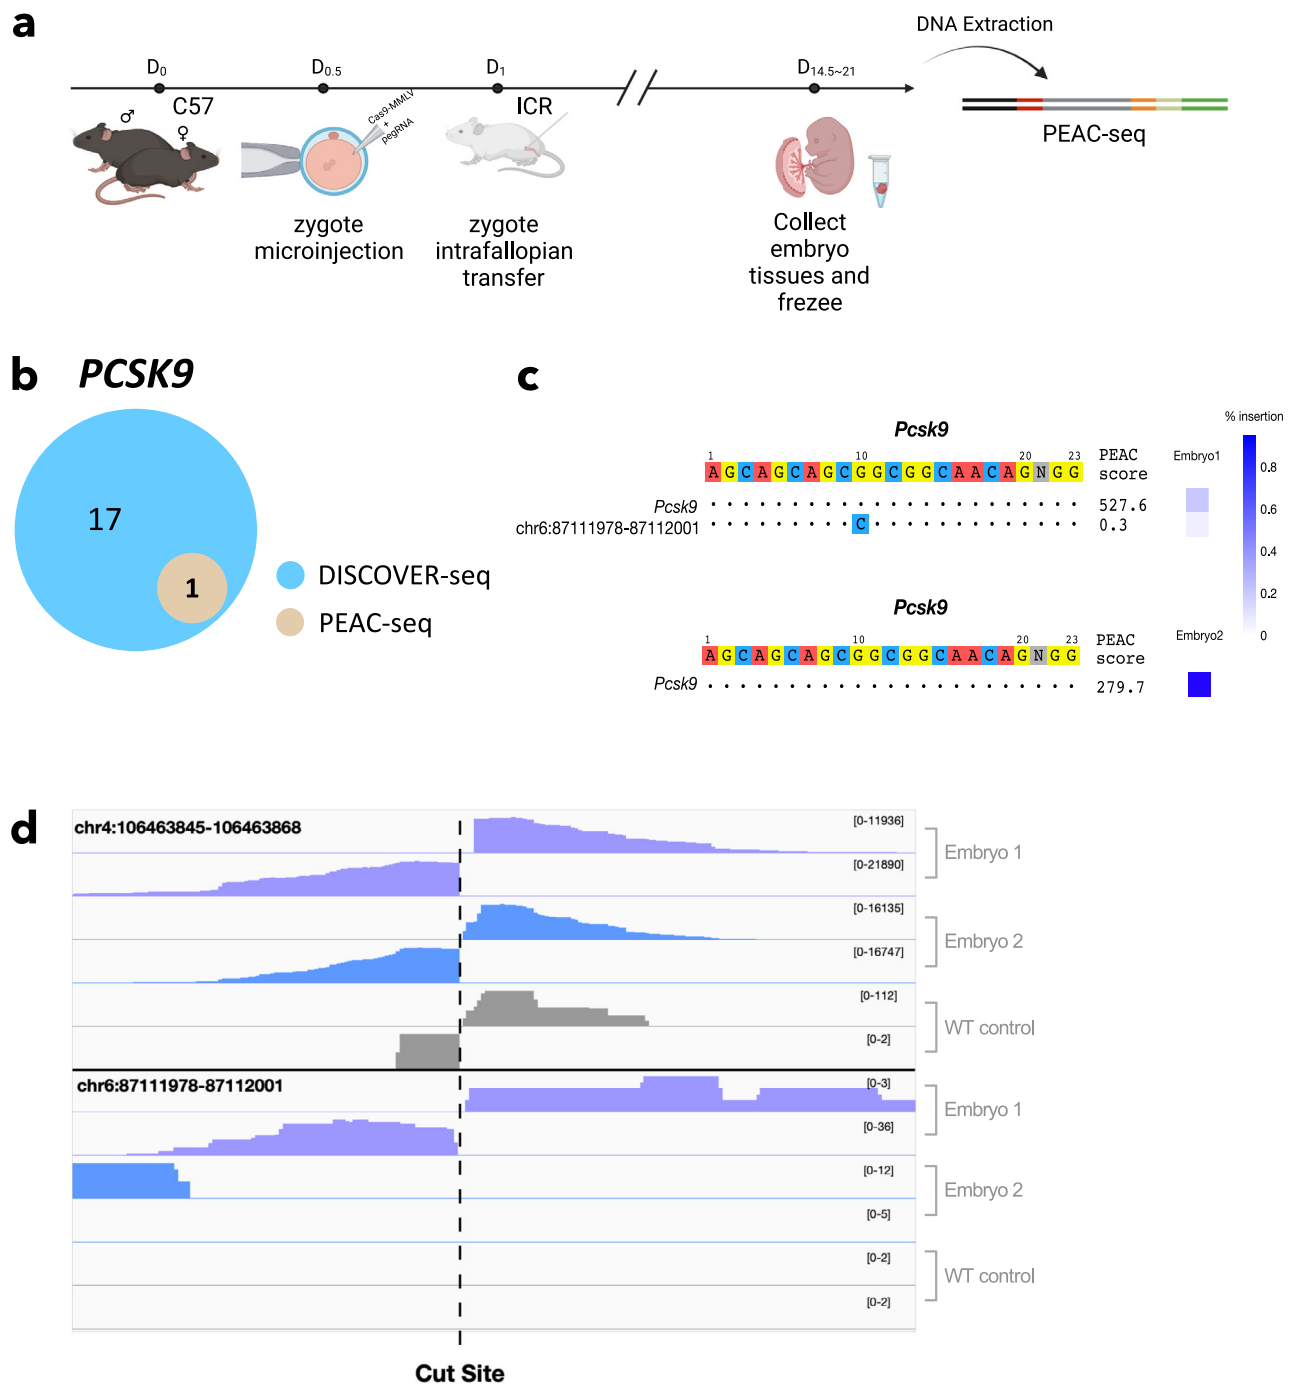 a
DNA Extraction
D0
D0.5
D1
D14.5~21
♂
C57
♀
Cas9-MMLV
+
pegRNA
ICR
PEAC-seq
zygote
microinjection
zygote
intrafallopian
transfer
Collect
embryo
tissues and
frezee
b
PCSK9
17
1
DISCOVER-seq
PEAC-seq
c
% insertion
0.8
0.6
0.4
0.2
0
Pcsk9
1 10 20 23
AGCAGCAGCGGCGGCAACAGNGG
PEAC
score
Embryo1
Pcsk9 . . . . . . . . . . . . . . . . . . . . . . . 527.6
chr6:87111978-87112001 . . . . . . . . . C . . . . . . . . . . . . . 0.3
Pcsk9
1 10 20 23
AGCAGCAGCGGCGGCAACAGNGG
PEAC
score
Embryo2
Pcsk9 . . . . . . . . . . . . . . . . . . . . . . . 279.7
d
chr4:106463845-106463868
[0-11936]
Embryo 1
[0-21890]
[0-16135]
Embryo 2
[0-16747]
[0-112]
WT control
[0-2]
chr6:87111978-87112001
[0-3]
Embryo 1
[0-36]
[0-12]
Embryo 2
[0-5]
[0-2]
WT control
[0-2]
Cut Site